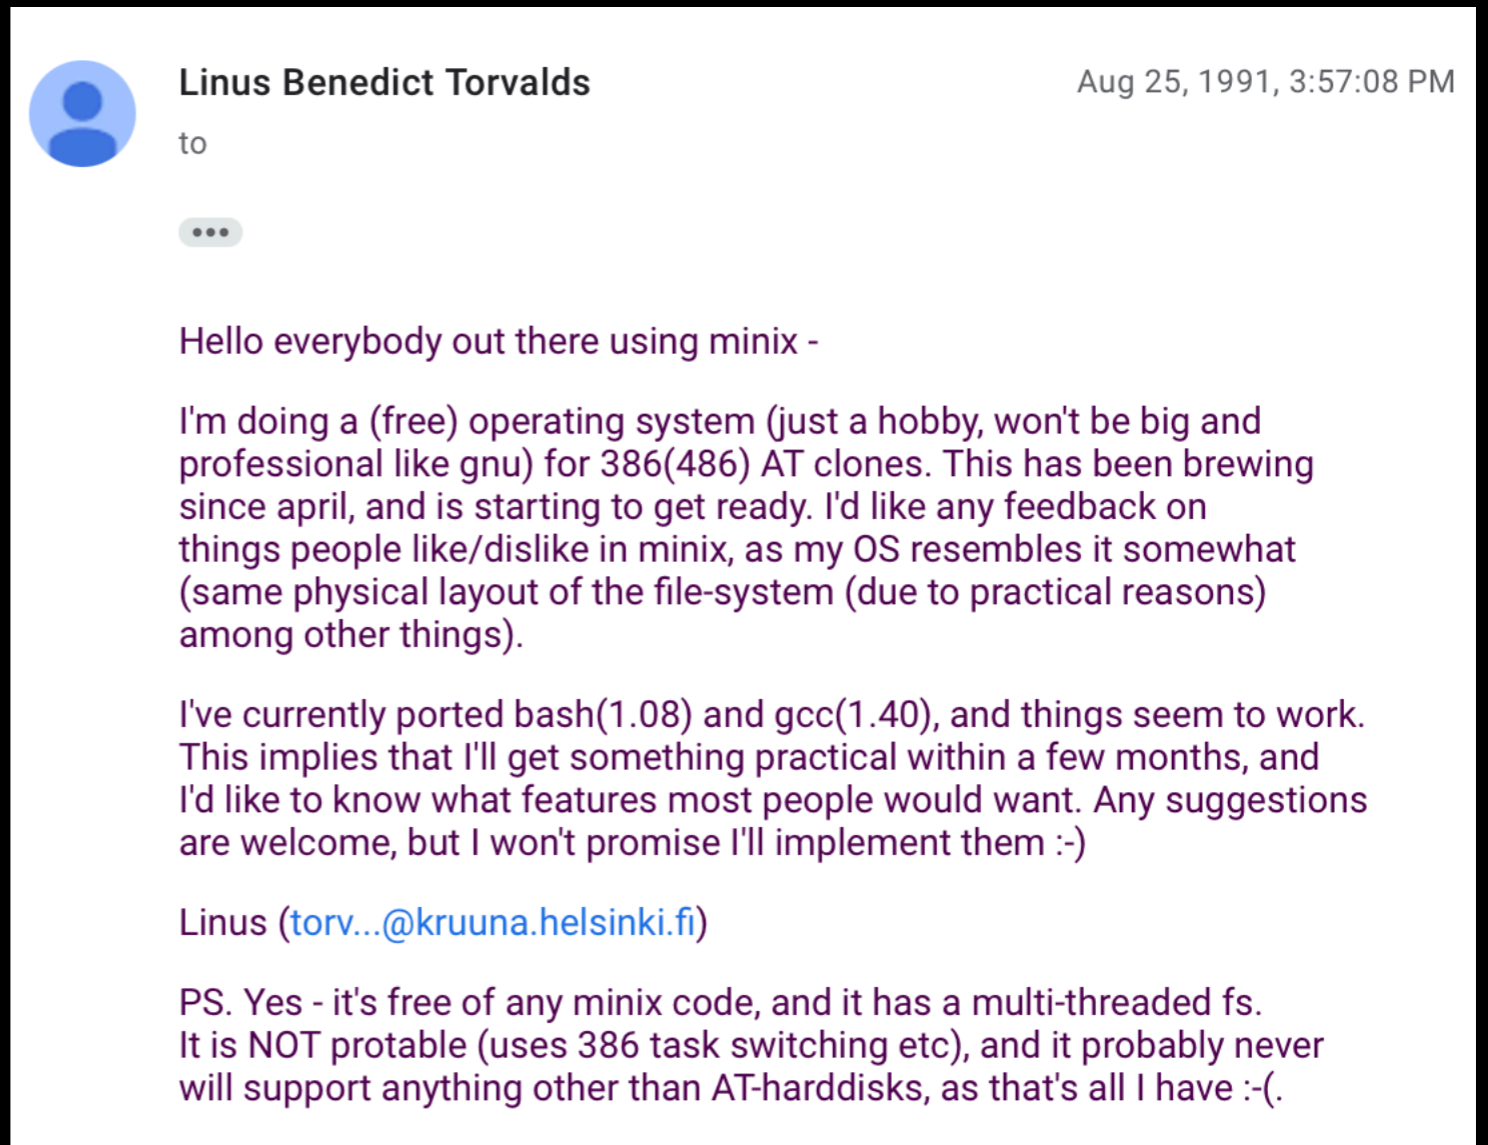 Linus Benedict Torvalds
Aug 25, 1991, 3:57:08 PM
to
•••
Hello everybody out there using minix -
I'm doing a (free) operating system (just a hobby, won't be big and
professional like gnu) for 386(486) AT clones. This has been brewing
since april, and is starting to get ready. I'd like any feedback on
things people like/dislike in minix, as my OS resembles it somewhat
(same physical layout of the file-system (due to practical reasons)
among other things).
I've currently ported bash(1.08) and gcc(1.40), and things seem to work.
This implies that I'll get something practical within a few months, and
I'd like to know what features most people would want. Any suggestions
are welcome, but I won't promise I'll implement them :-)
Linus (torv...@kruuna.helsinki.fi)
PS. Yes - it's free of any minix code, and it has a multi-threaded fs.
It is NOT protable (uses 386 task switching etc), and it probably never
will support anything other than AT-harddisks, as that's all I have :-(.